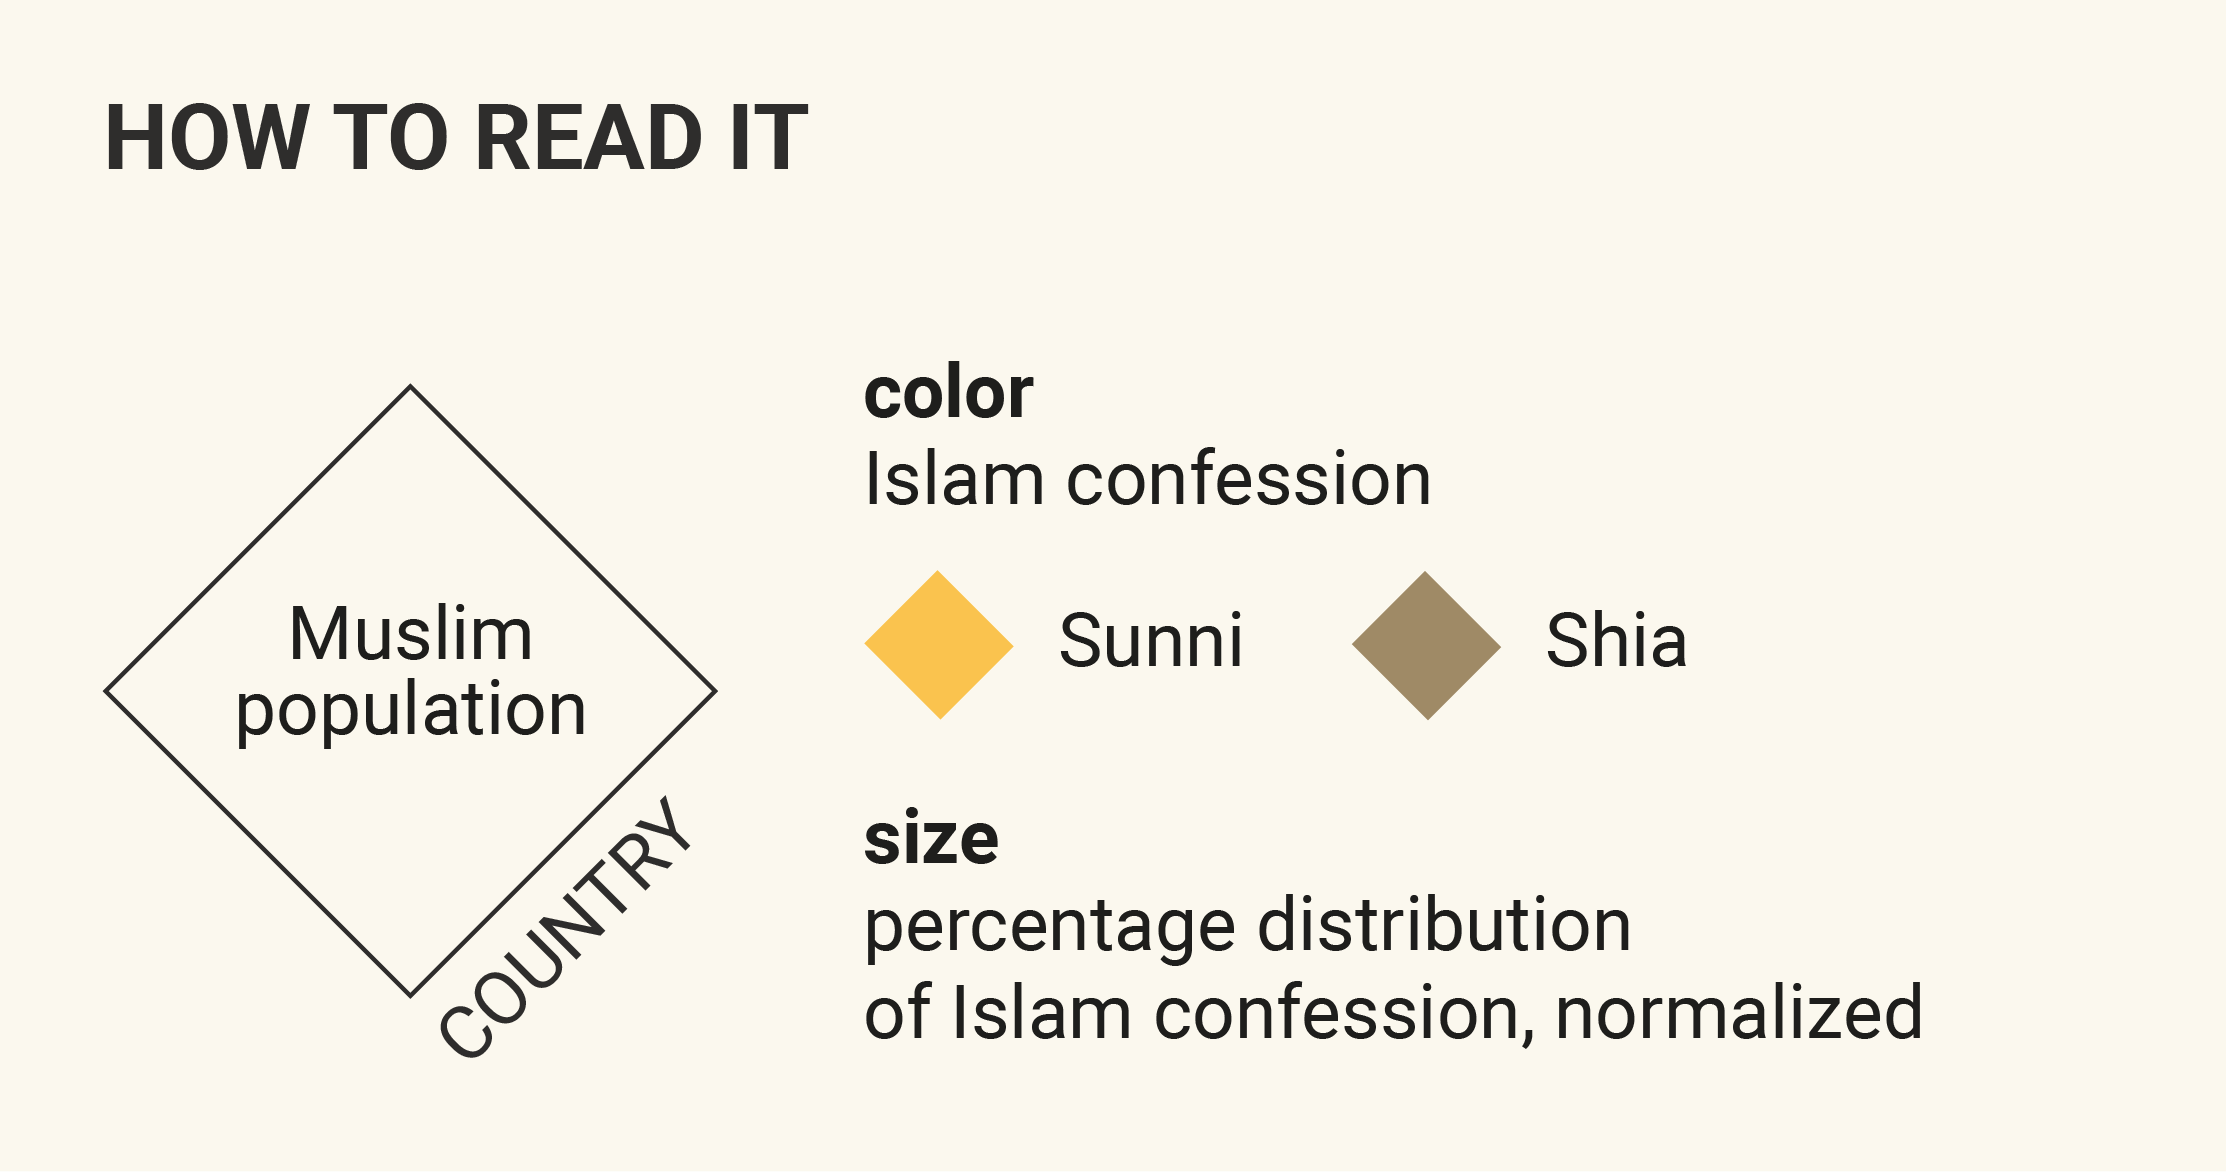 HOW TO READ IT
Muslim
population
COUNTRY
color
Islam confession
Sunni
Shia
size
percentage distribution
of Islam confession, normalized